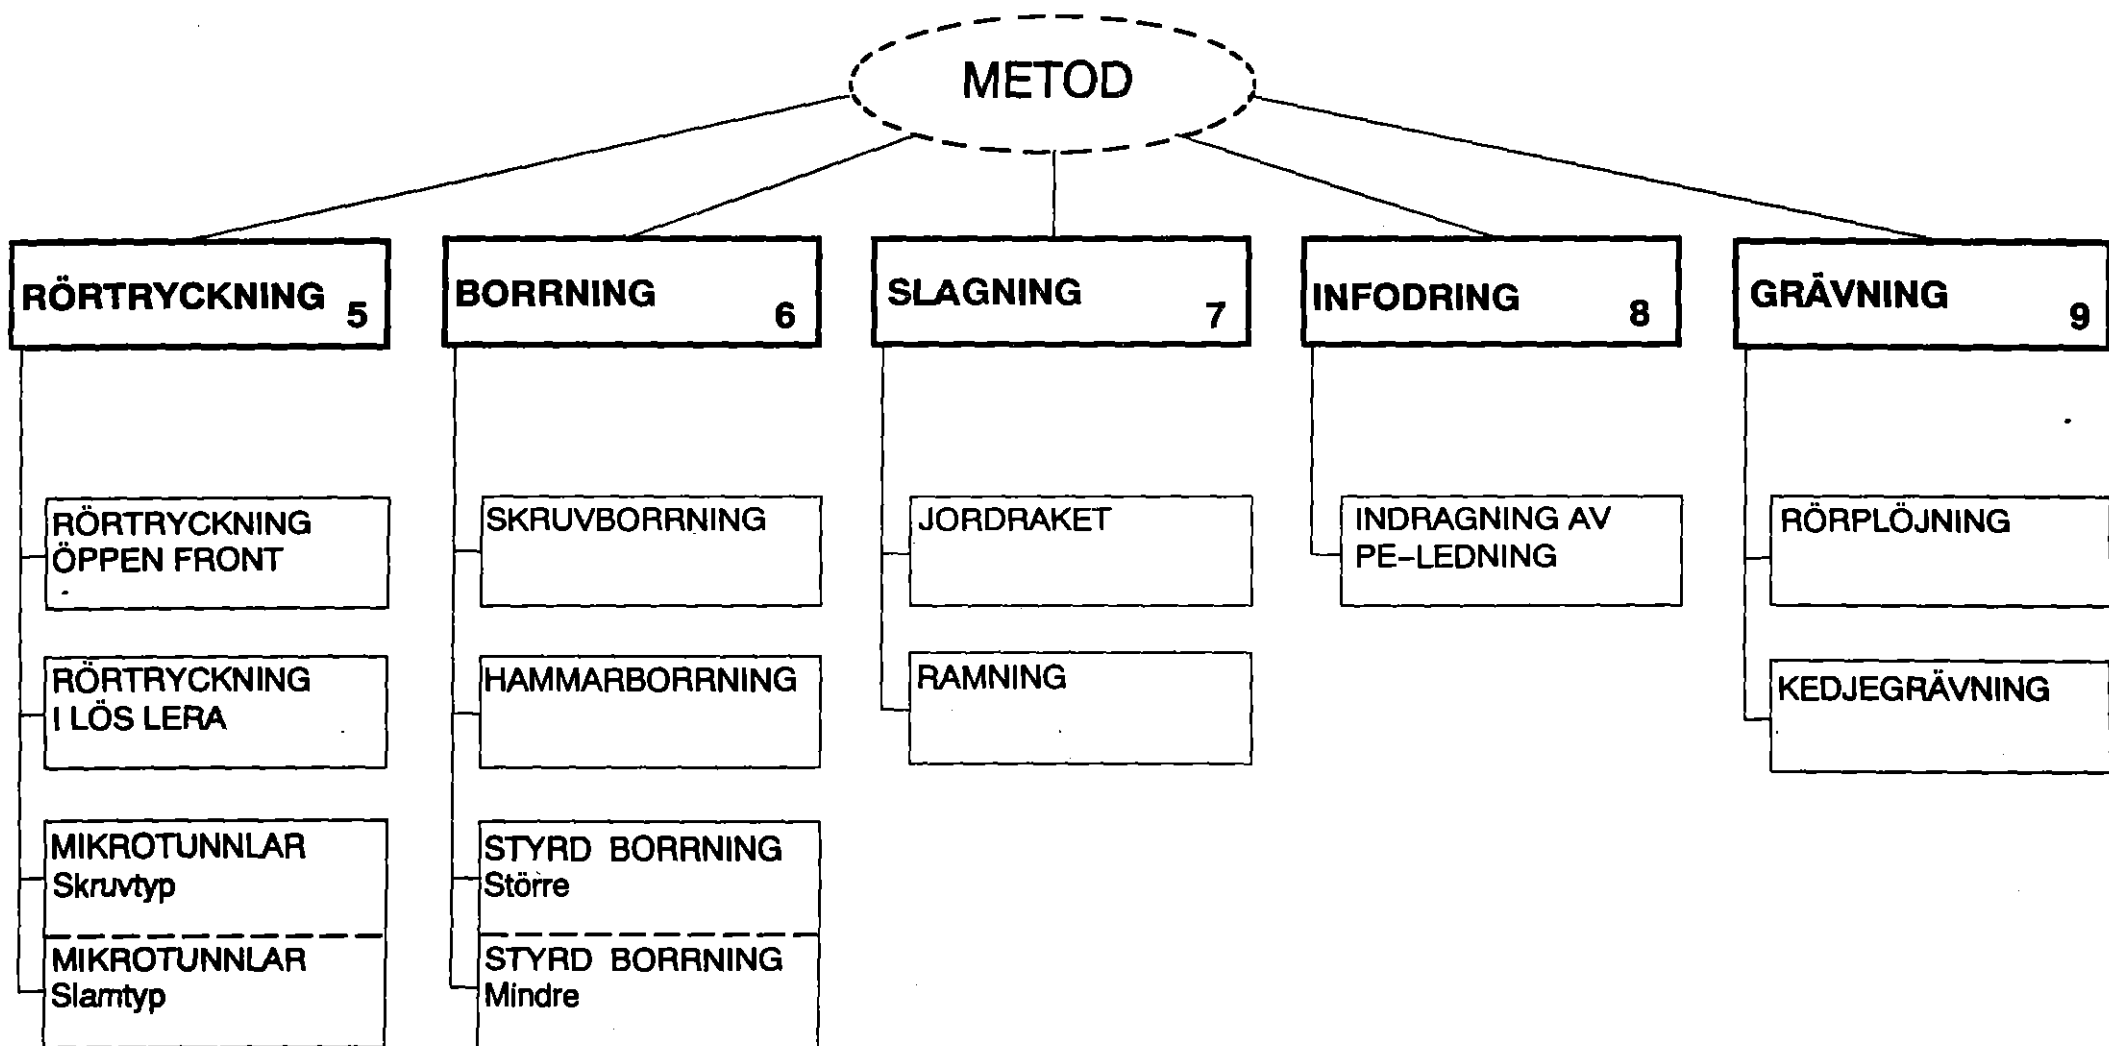 METOD
RÖRTRYCKNING 5
BORRNING 6
SLAGNING 7
INFODRING 8
GRÄVNING 9
RÖRTRYCKNING
ÖPPEN FRONT
RÖRTRYCKNING
I LÖS LERA
MIKROTUNNLAR
Skruvtyp
MIKROTUNNLAR
Slamtyp
SKRUVBORRNING
HAMMARBORRNING
STYRD BORRNING
Större
STYRD BORRNING
Mindre
JORDRAKET
RAMNING
INDRAGNING AV
PE-LEDNING
RÖRPLÖJNING
KEDJEGRÄVNING